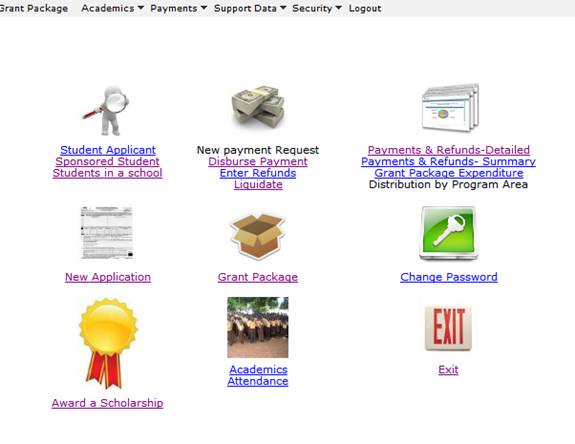 Grant Package Academics Payments Support Data Security Logout
Student Applicant
Sponsored Student
Students in a school
New payment Request
Disburse Payment
Enter Refunds
Liquidate
Payments & Refunds-Detailed
Payments & Refunds- Summary
Grant Package Expenditure
Distribution by Program Area
New Application
Grant Package
Change Password
Award a Scholarship
Academics
Attendance
EXIT
Exit